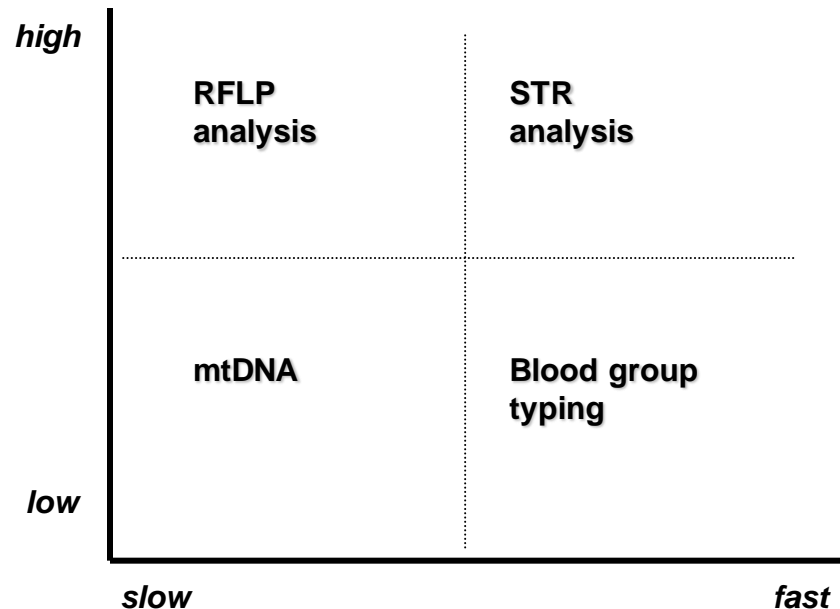 high
RFLP
analysis
STR
analysis
mtDNA
Blood group
typing
low
slow
fast